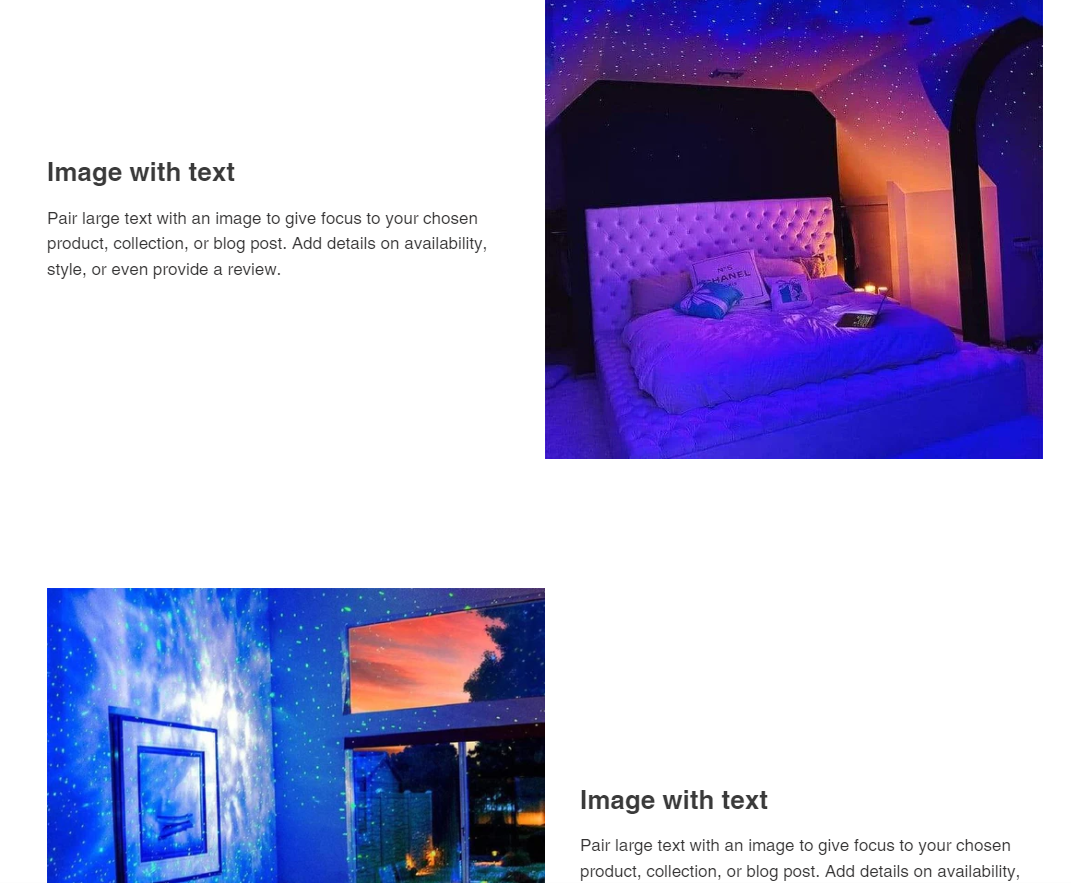 Image with text
Pair large text with an image to give focus to your chosen
product, collection, or blog post. Add details on availability,
style, or even provide a review.
Nº5
CHANEL
Image with text
Pair large text with an image to give focus to your chosen
product, collection, or blog post. Add details on availability,